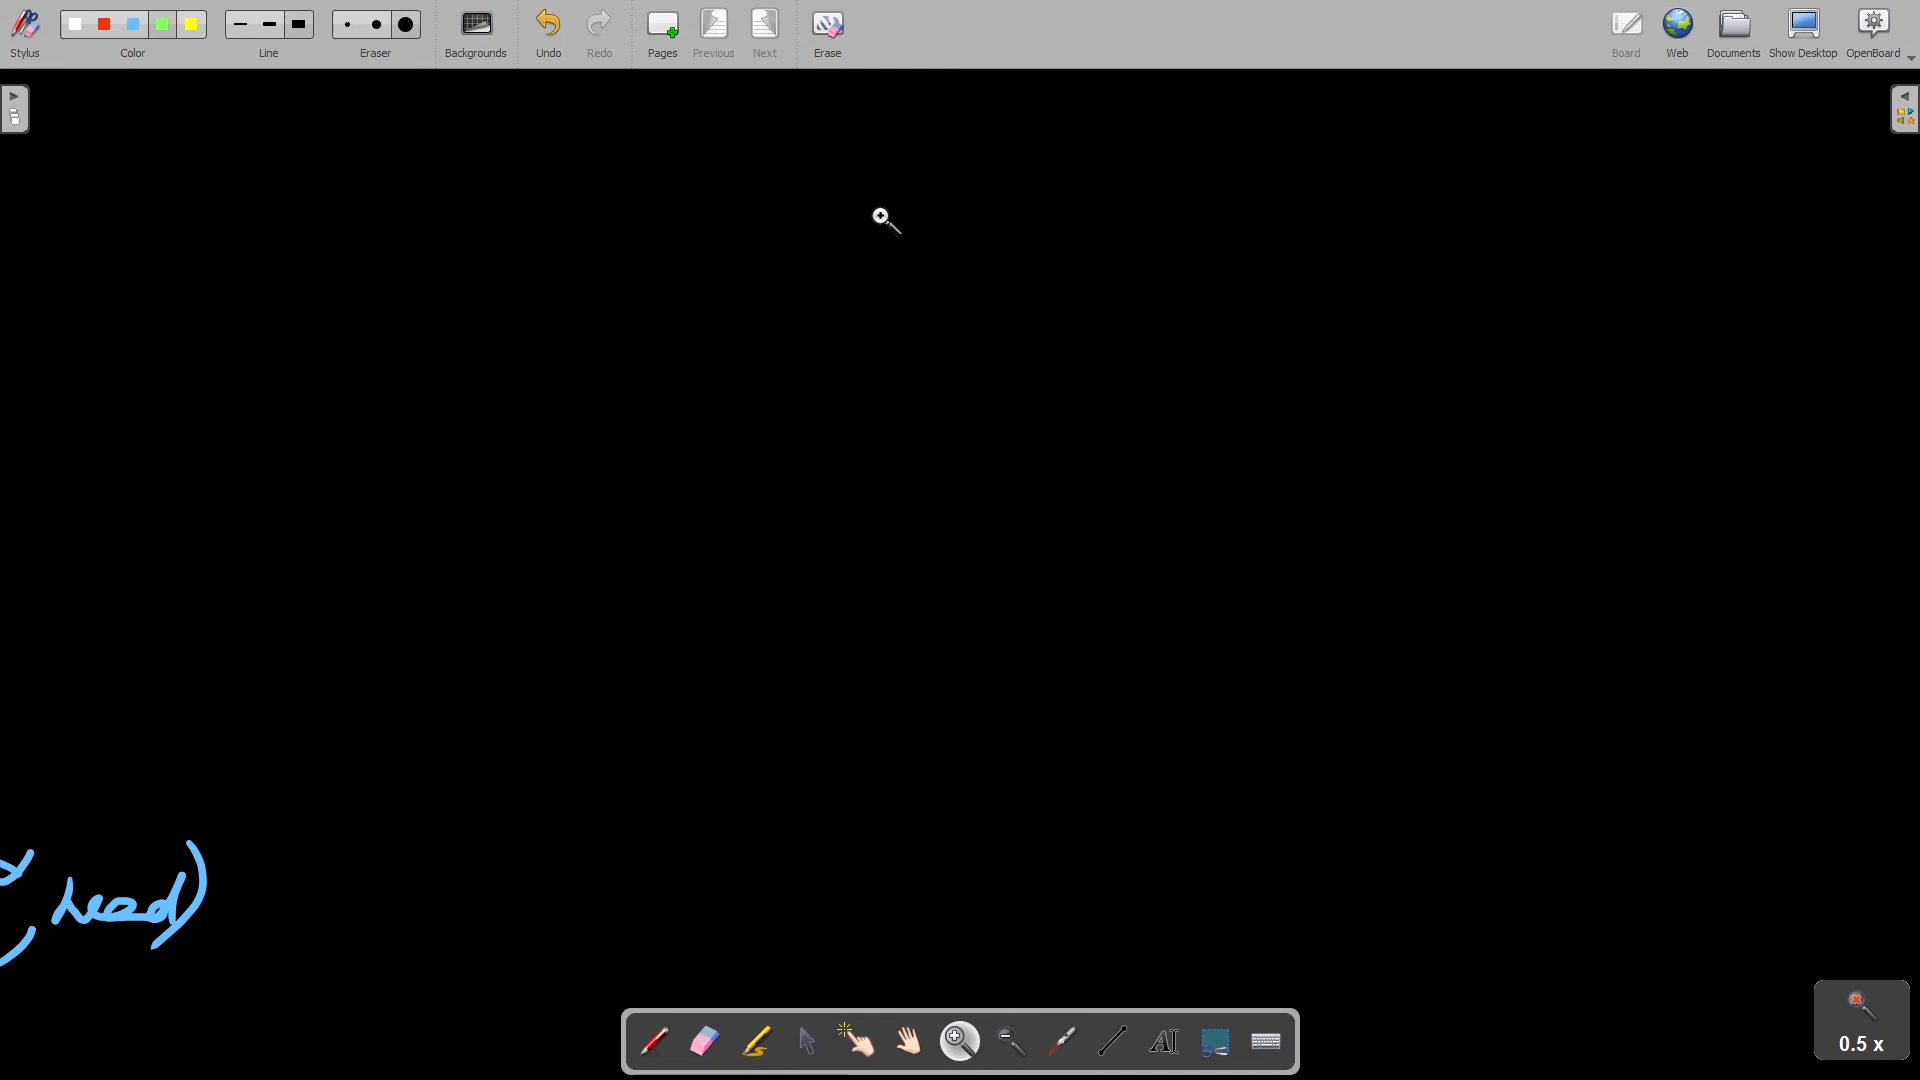 Stylus Color Line Eraser Backgrounds Undo Redo Pages Previous Next Erase Board Web Documents Show Desktop OpenBoard
, head)
AI
0.5 x